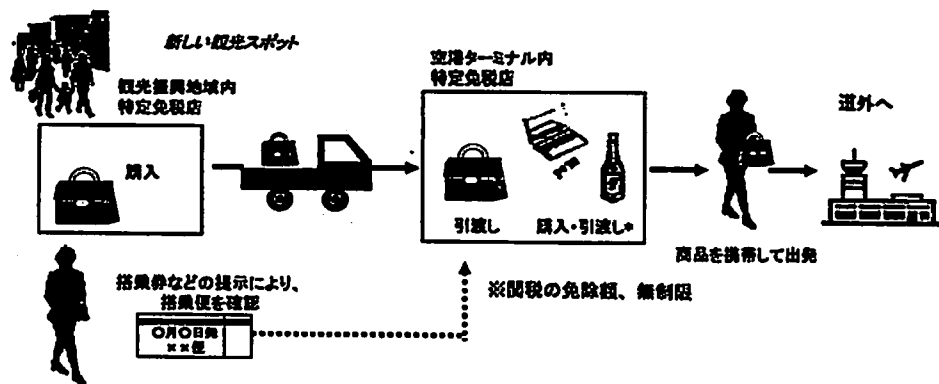 新しい観光スポット
観光振興地域内
特定免税店
購入
空港ターミナル内
特定免税店
引渡し
購入・引渡し*
道外へ
商品を携帯して出発
搭乗券などの提示により、
搭乗便を確認
○月○日発
××便
※関税の免除額、無制限